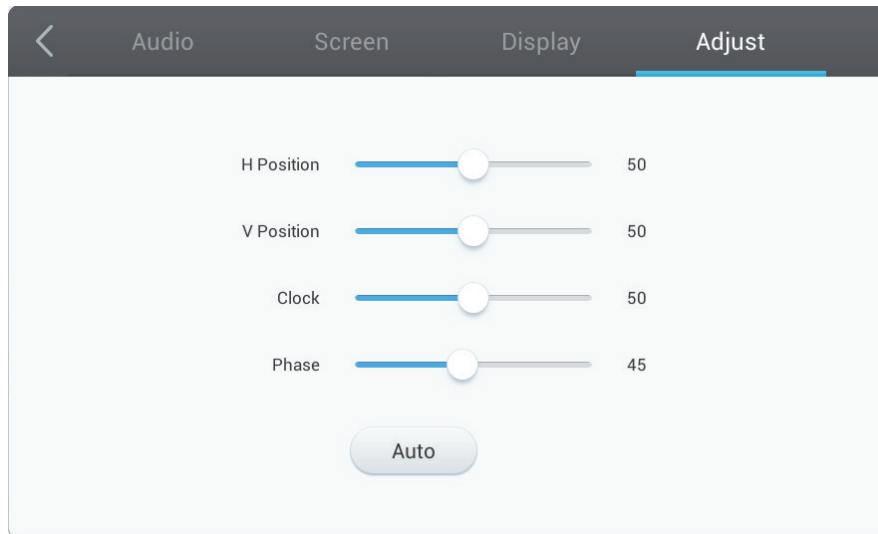 Audio Screen Display Adjust
H Position 50
V Position 50
Clock 50
Phase 45
Auto